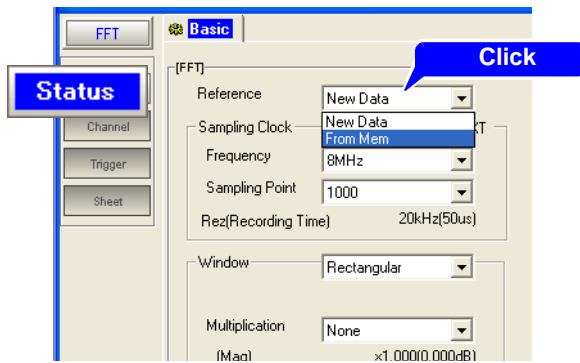 FFT
Basic
Click
[FFT]
Status
Reference
New Data
New Data
From Mem
Channel
Sampling Clock
Frequency
8MHz
Trigger
Sampling Point
1000
Sheet
Rez(Recording Time)
20kHz(50us)
Window
Rectangular
Multiplication
None
(Mag)
×1.000(0.000dB)